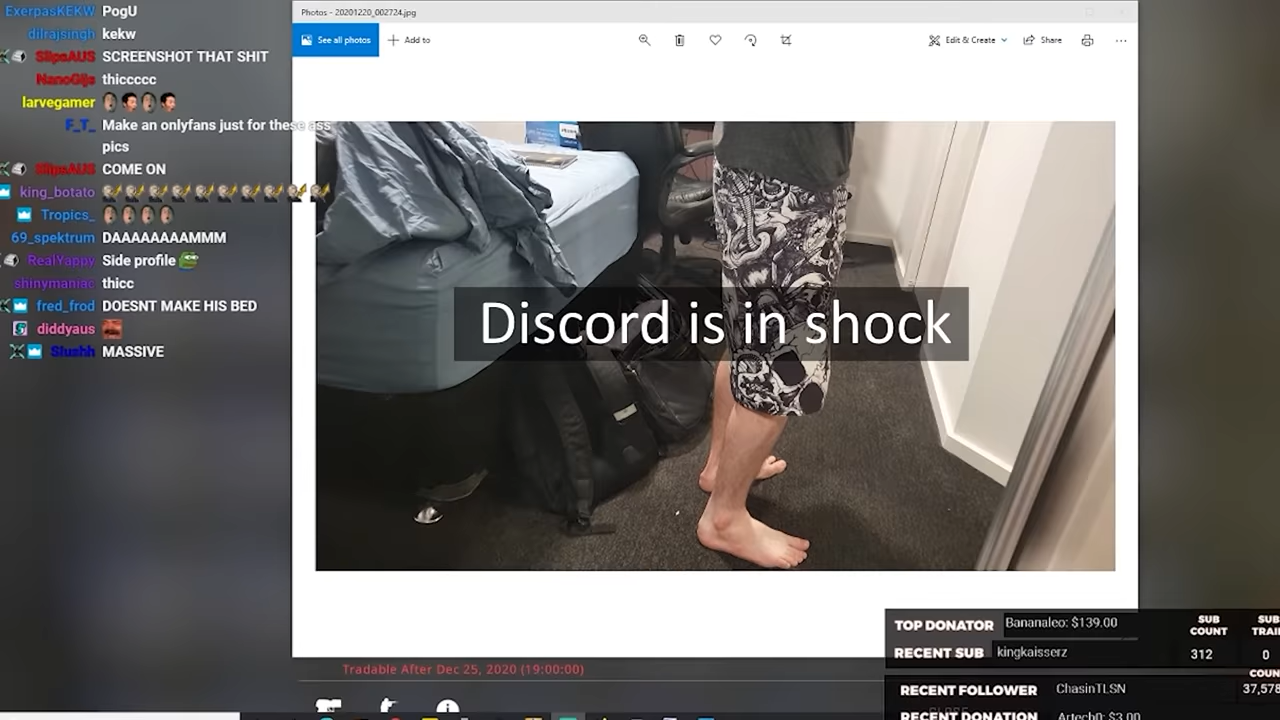 ExerpasKEKW PogU
dilrajsingh kekw
SlipsAUS SCREENSHOT THAT SHIT
NanoGijs thiccccc
larvegamer
F_T_ Make an onlyfans just for these ass
pics
SlipsAUS COME ON
king_botato
Tropics_
69_spektrum DAAAAAAAAMMM
RealYappy Side profile
shinymaniac thicc
fred_frod DOESNT MAKE HIS BED
diddyaus
Slushh MASSIVE
Photos - 20201220_002724.jpg
See all photos
Add to
Edit & Create
Share
Discord is in shock
Tradable After Dec 25, 2020 (19:00:00)
TOP DONATOR Bananaleo: $139.00
RECENT SUB kingkaisserz
SUB
COUNT
312
SUB
TRAI
0
RECENT FOLLOWER ChasinTLSN
COUN
37,578
RECENT DONATION Artech0: $3.00